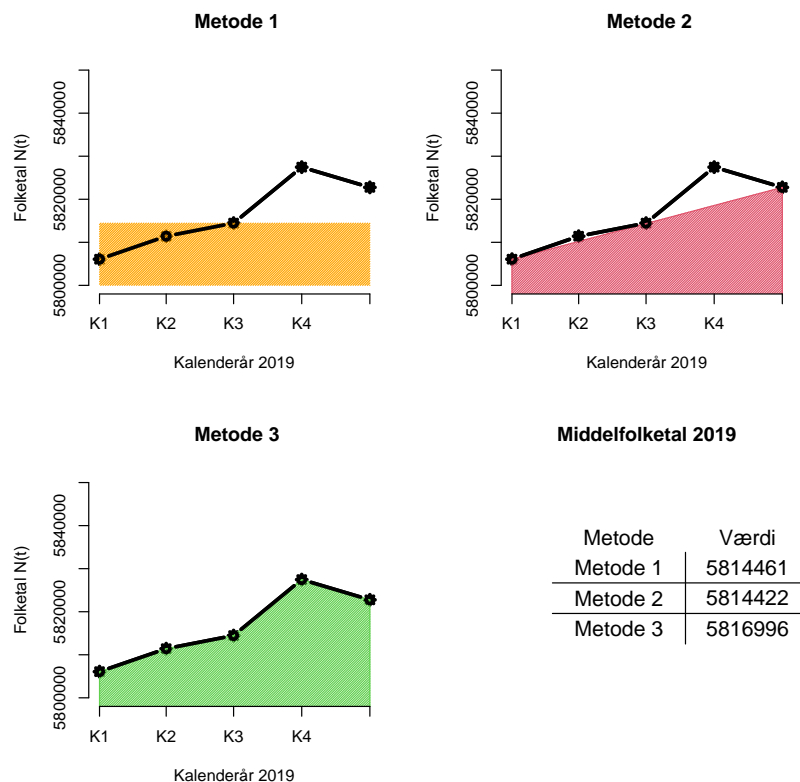 Metode 1
Folketal N(t)
5840000
5820000
5800000
K1 K2 K3 K4
Kalenderår 2019
Metode 2
Folketal N(t)
5840000
5820000
5800000
K1 K2 K3 K4
Kalenderår 2019
Metode 3
Folketal N(t)
5840000
5820000
5800000
K1 K2 K3 K4
Kalenderår 2019
Middelfolketal 2019
Metode Værdi
Metode 1 5814461
Metode 2 5814422
Metode 3 5816996